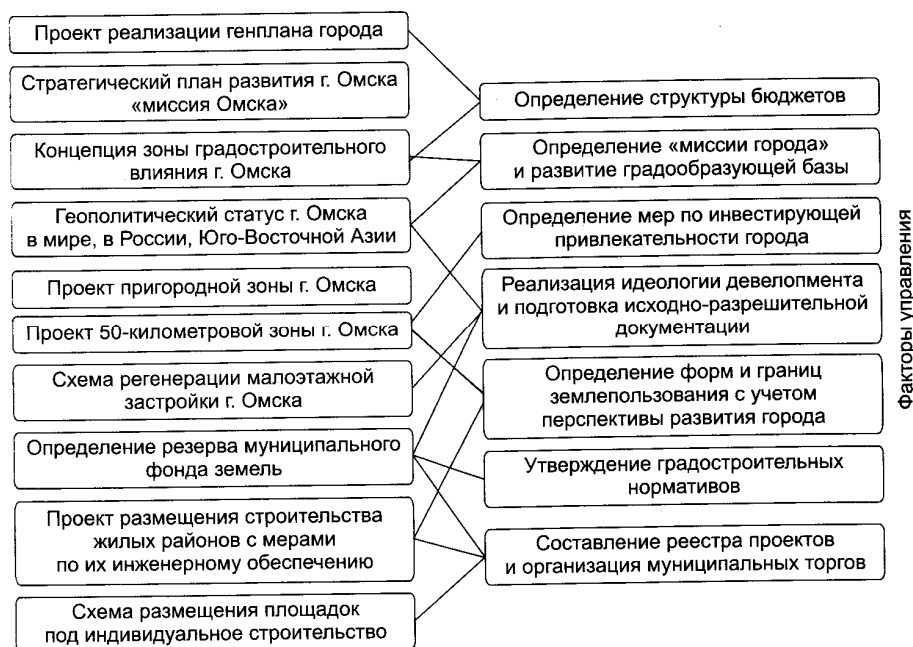 Проект реализации генплана города
Стратегический план развития г. Омска
«миссия Омска»
Концепция зоны градостроительного
влияния г. Омска
Геополитический статус г. Омска
в мире, в России, Юго-Восточной Азии
Проект пригородной зоны г. Омска
Проект 50-километровой зоны г. Омска
Схема регенерации малоэтажной
застройки г. Омска
Определение резерва муниципального
фонда земель
Проект размещения строительства
жилых районов с мерами
по их инженерному обеспечению
Схема размещения площадок
под индивидуальное строительство
Определение структуры бюджетов
Определение «миссии города»
и развитие градообразующей базы
Определение мер по инвестирующей
привлекательности города
Реализация идеологии девелопмента
и подготовка исходно-разрешительной
документации
Определение форм и границ
землепользования с учетом
перспективы развития города
Утверждение градостроительных
нормативов
Составление реестра проектов
и организация муниципальных торгов
Факторы управления